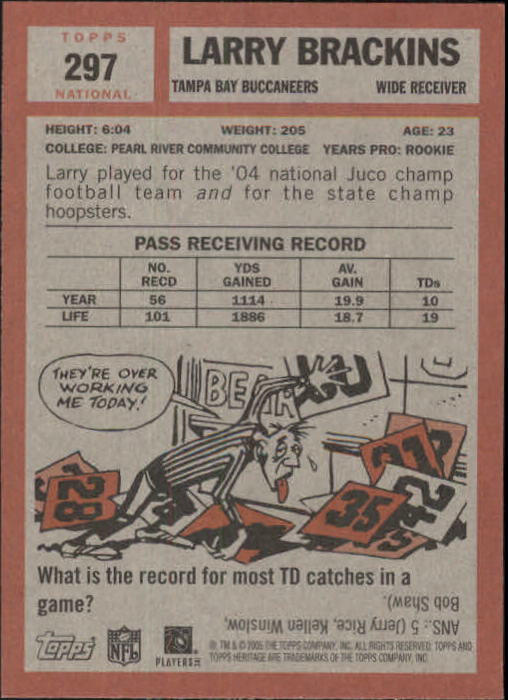 TOPPS
297
NATIONAL
LARRY BRACKINS
TAMPA BAY BUCCANEERS WIDE RECEIVER
HEIGHT: 6:04 WEIGHT: 205 AGE: 23
COLLEGE: PEARL RIVER COMMUNITY COLLEGE YEARS PRO: ROOKIE
Larry played for the '04 national Juco champ
football team and for the state champ
hoopsters.
PASS RECEIVING RECORD
NO. RECD YDS GAINED AV. GAIN TDs
YEAR 56 1114 19.9 10
LIFE 101 1886 18.7 19
THEY'RE OVER
WORKING
ME TODAY!
BEAR
28
35
42
What is the record for most TD catches in a
game?
ANS.: 5 (Jerry Rice, Kellen Winslow,
Bob Shaw).
Topps NFL PLAYERS INC
®, TM & © 2005 THE TOPPS COMPANY, INC. ALL RIGHTS RESERVED. TOPPS AND
TOPPS HERITAGE ARE TRADEMARKS OF THE TOPPS COMPANY, INC.